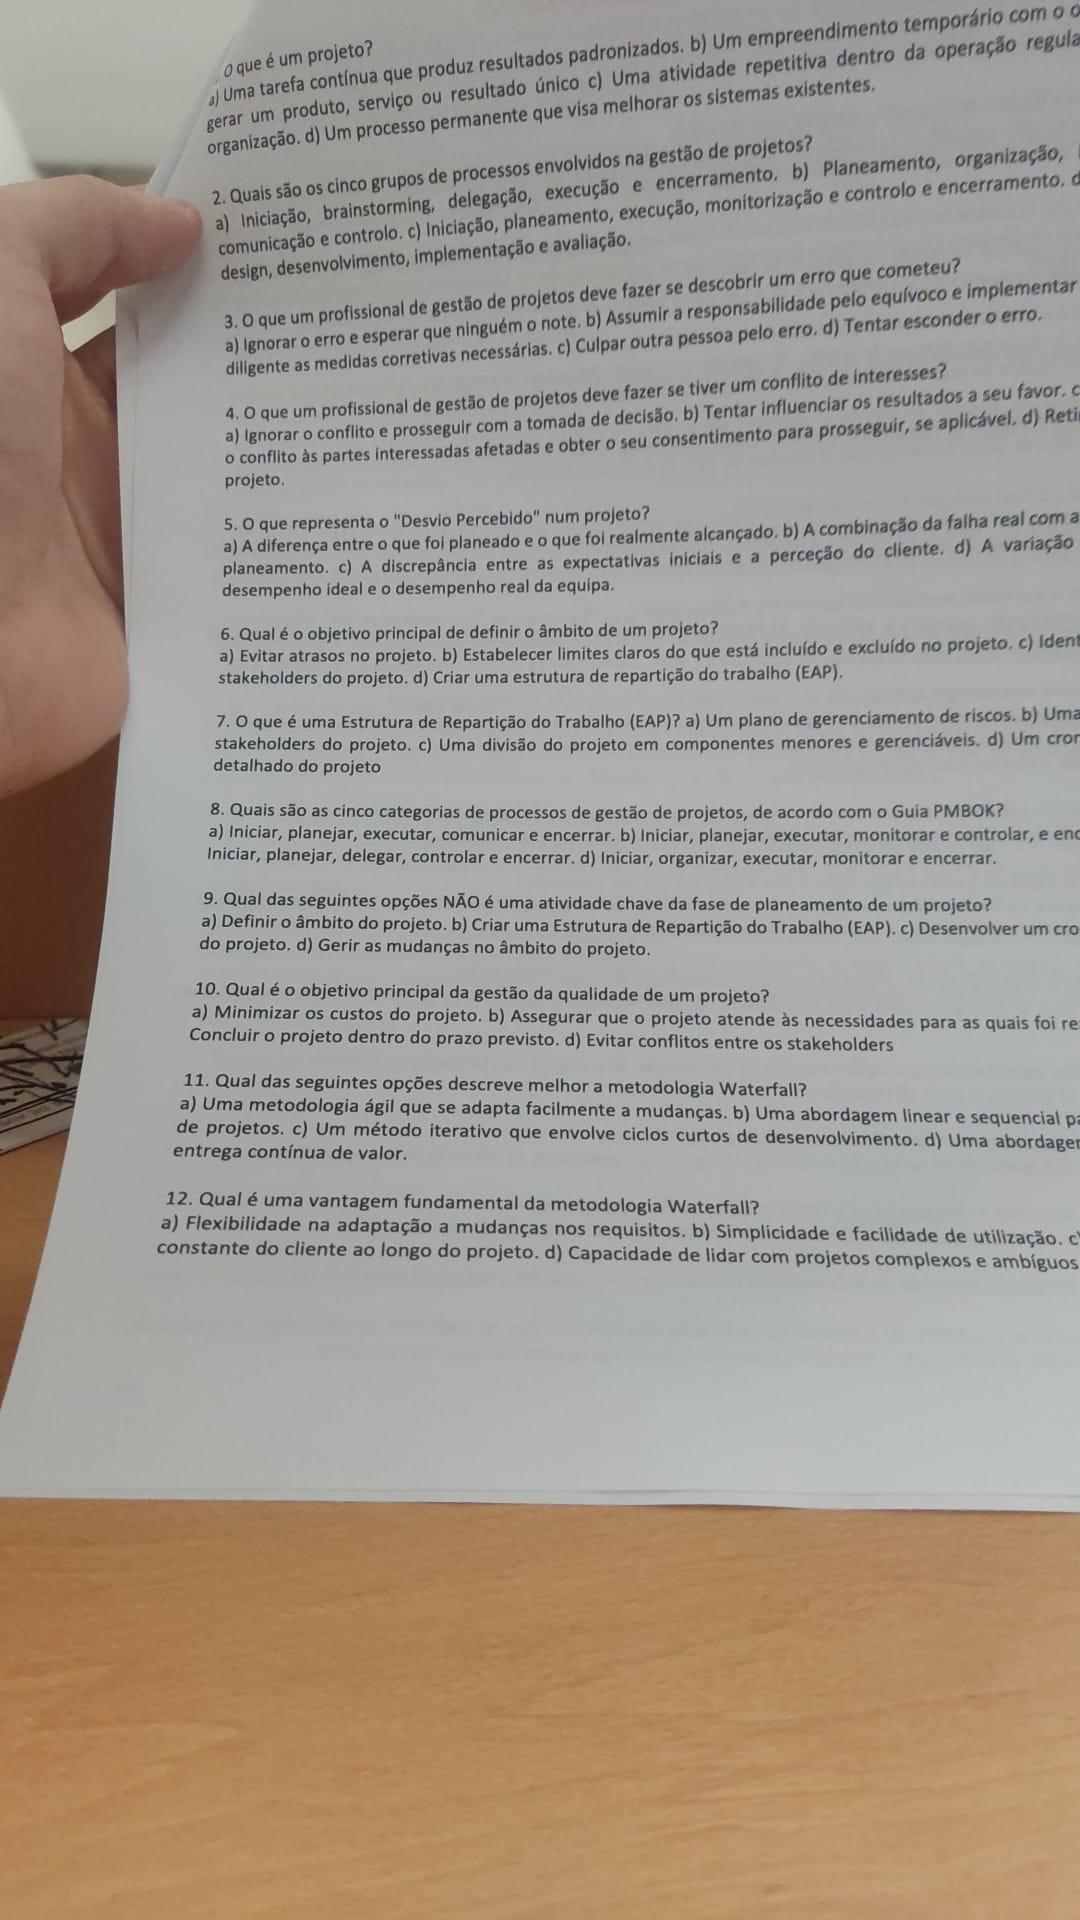 O que é um projeto?
a) Uma tarefa contínua que produz resultados padronizados. b) Um empreendimento temporário com o o
gerar um produto, serviço ou resultado único c) Uma atividade repetitiva dentro da operação regula
organização. d) Um processo permanente que visa melhorar os sistemas existentes.
2. Quais são os cinco grupos de processos envolvidos na gestão de projetos?
a) Iniciação, brainstorming, delegação, execução e encerramento. b) Planeamento, organização,
comunicação e controlo. c) Iniciação, planeamento, execução, monitorização e controlo e encerramento. d
design, desenvolvimento, implementação e avaliação.
3. O que um profissional de gestão de projetos deve fazer se descobrir um erro que cometeu?
a) Ignorar o erro e esperar que ninguém o note. b) Assumir a responsabilidade pelo equívoco e implementar
diligente as medidas corretivas necessárias. c) Culpar outra pessoa pelo erro. d) Tentar esconder o erro.
4. O que um profissional de gestão de projetos deve fazer se tiver um conflito de interesses?
a) Ignorar o conflito e prosseguir com a tomada de decisão. b) Tentar influenciar os resultados a seu favor. c
o conflito às partes interessadas afetadas e obter o seu consentimento para prosseguir, se aplicável. d) Reti
projeto.
5. O que representa o "Desvio Percebido" num projeto?
a) A diferença entre o que foi planeado e o que foi realmente alcançado. b) A combinação da falha real com a
planeamento. c) A discrepância entre as expectativas iniciais e a perceção do cliente. d) A variação
desempenho ideal e o desempenho real da equipa.
6. Qual é o objetivo principal de definir o âmbito de um projeto?
a) Evitar atrasos no projeto. b) Estabelecer limites claros do que está incluído e excluído no projeto. c) Ident
stakeholders do projeto. d) Criar uma estrutura de repartição do trabalho (EAP).
7. O que é uma Estrutura de Repartição do Trabalho (EAP)? a) Um plano de gerenciamento de riscos. b) Uma
stakeholders do projeto. c) Uma divisão do projeto em componentes menores e gerenciáveis. d) Um cron
detalhado do projeto
8. Quais são as cinco categorias de processos de gestão de projetos, de acordo com o Guia PMBOK?
a) Iniciar, planejar, executar, comunicar e encerrar. b) Iniciar, planejar, executar, monitorar e controlar, e enc
Iniciar, planejar, delegar, controlar e encerrar. d) Iniciar, organizar, executar, monitorar e encerrar.
9. Qual das seguintes opções NÃO é uma atividade chave da fase de planeamento de um projeto?
a) Definir o âmbito do projeto. b) Criar uma Estrutura de Repartição do Trabalho (EAP). c) Desenvolver um cro
do projeto. d) Gerir as mudanças no âmbito do projeto.
10. Qual é o objetivo principal da gestão da qualidade de um projeto?
a) Minimizar os custos do projeto. b) Assegurar que o projeto atende às necessidades para as quais foi re
Concluir o projeto dentro do prazo previsto. d) Evitar conflitos entre os stakeholders
11. Qual das seguintes opções descreve melhor a metodologia Waterfall?
a) Uma metodologia ágil que se adapta facilmente a mudanças. b) Uma abordagem linear e sequencial pa
de projetos. c) Um método iterativo que envolve ciclos curtos de desenvolvimento. d) Uma abordagem
entrega contínua de valor.
12. Qual é uma vantagem fundamental da metodologia Waterfall?
a) Flexibilidade na adaptação a mudanças nos requisitos. b) Simplicidade e facilidade de utilização. c)
constante do cliente ao longo do projeto. d) Capacidade de lidar com projetos complexos e ambíguos